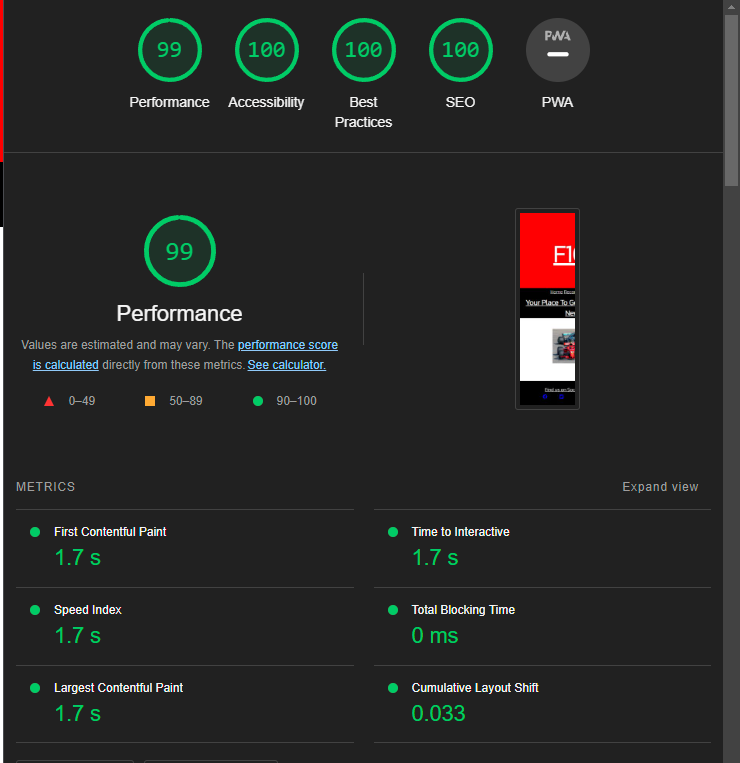 99 100 100 100 PWA
Performance Accessibility Best Practices SEO PWA
99
Performance
Values are estimated and may vary. The performance score
is calculated directly from these metrics. See calculator.
0–49 50–89 90–100
F1
Home
Your Place To
METRICS Expand view
First Contentful Paint
1.7 s
Time to Interactive
1.7 s
Speed Index
1.7 s
Total Blocking Time
0 ms
Largest Contentful Paint
1.7 s
Cumulative Layout Shift
0.033